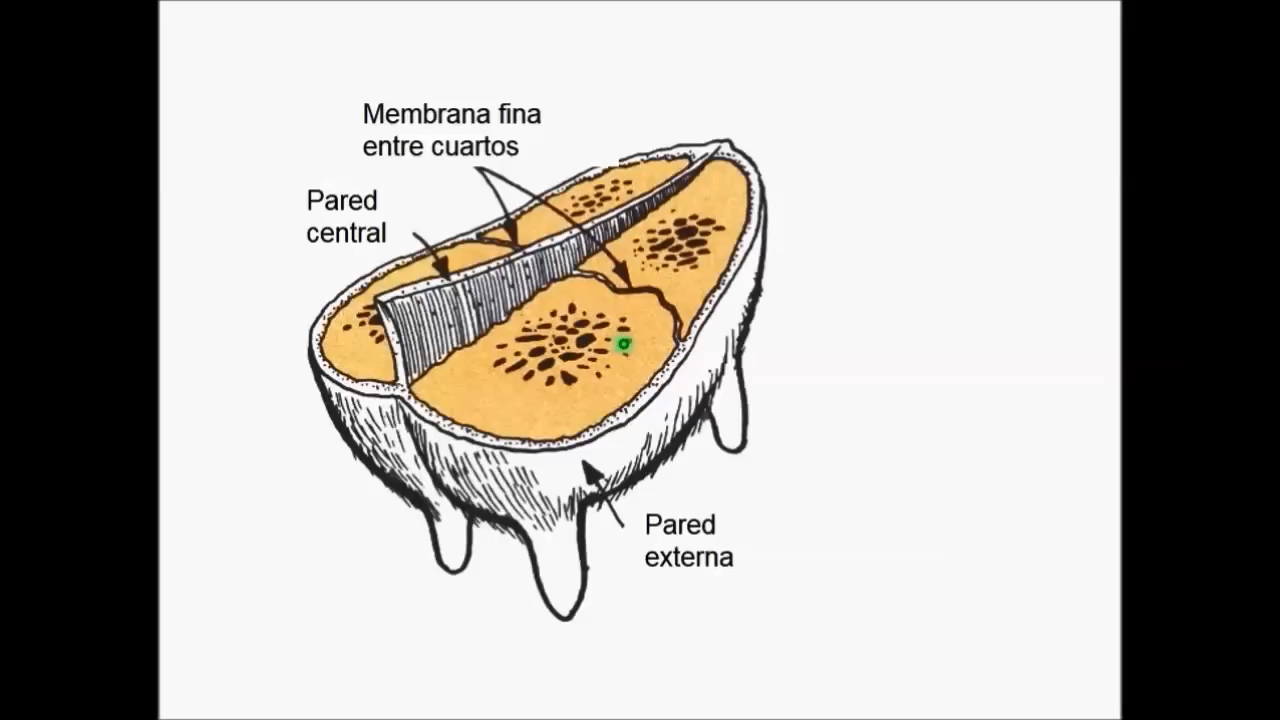 Membrana fina
entre cuartos
Pared
central
Pared
externa